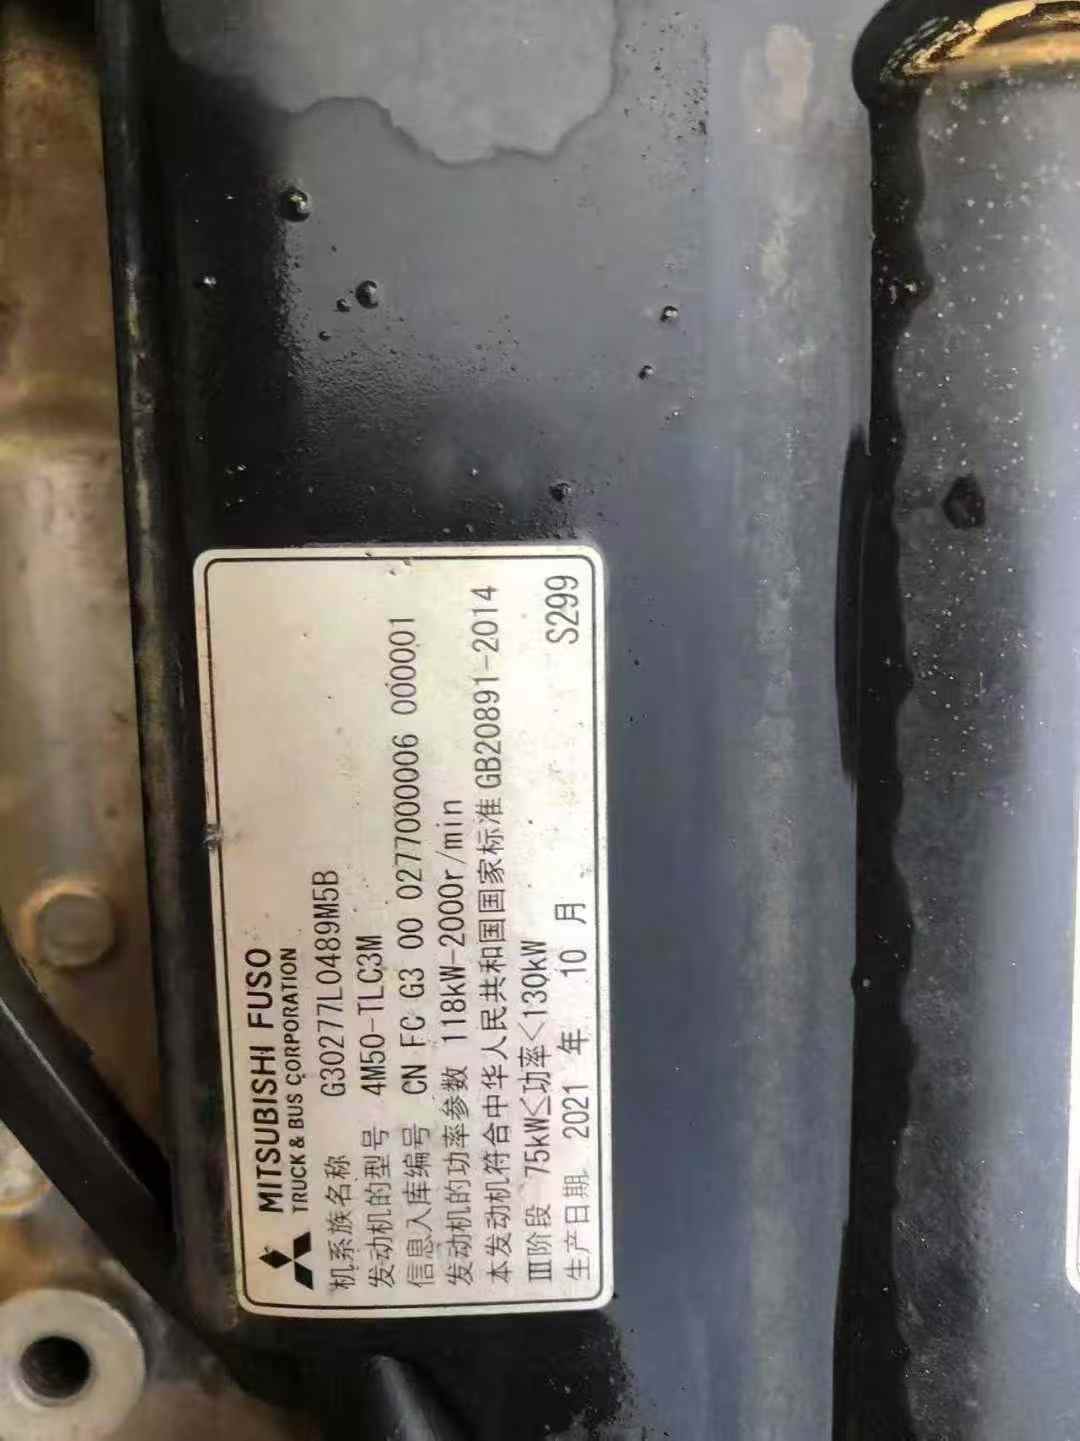 MITSUBISHI FUSO
TRUCK & BUS CORPORATION
机系族名称 G30277L0489M5B
发动机的型号 4M50-TLC3M
信息入库编号 CN FC G3 00 0277000006 000001
发动机的功率参数 118kW-2000r/min
本发动机符合中华人民共和国国家标准 GB20891-2014
Ⅲ阶段 75kW≤功率<130kW S299
生产日期 2021 年 10 月